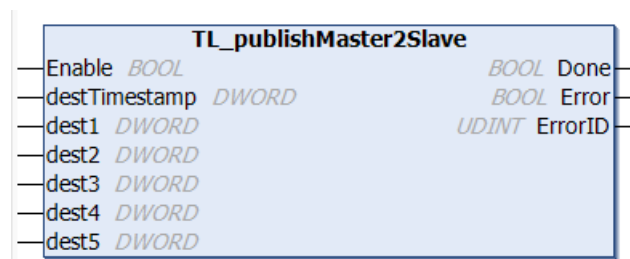 TL_publishMaster2Slave
Enable BOOL BOOL Done
destTimestamp DWORD BOOL Error
dest1 DWORD UDINT ErrorID
dest2 DWORD
dest3 DWORD
dest4 DWORD
dest5 DWORD